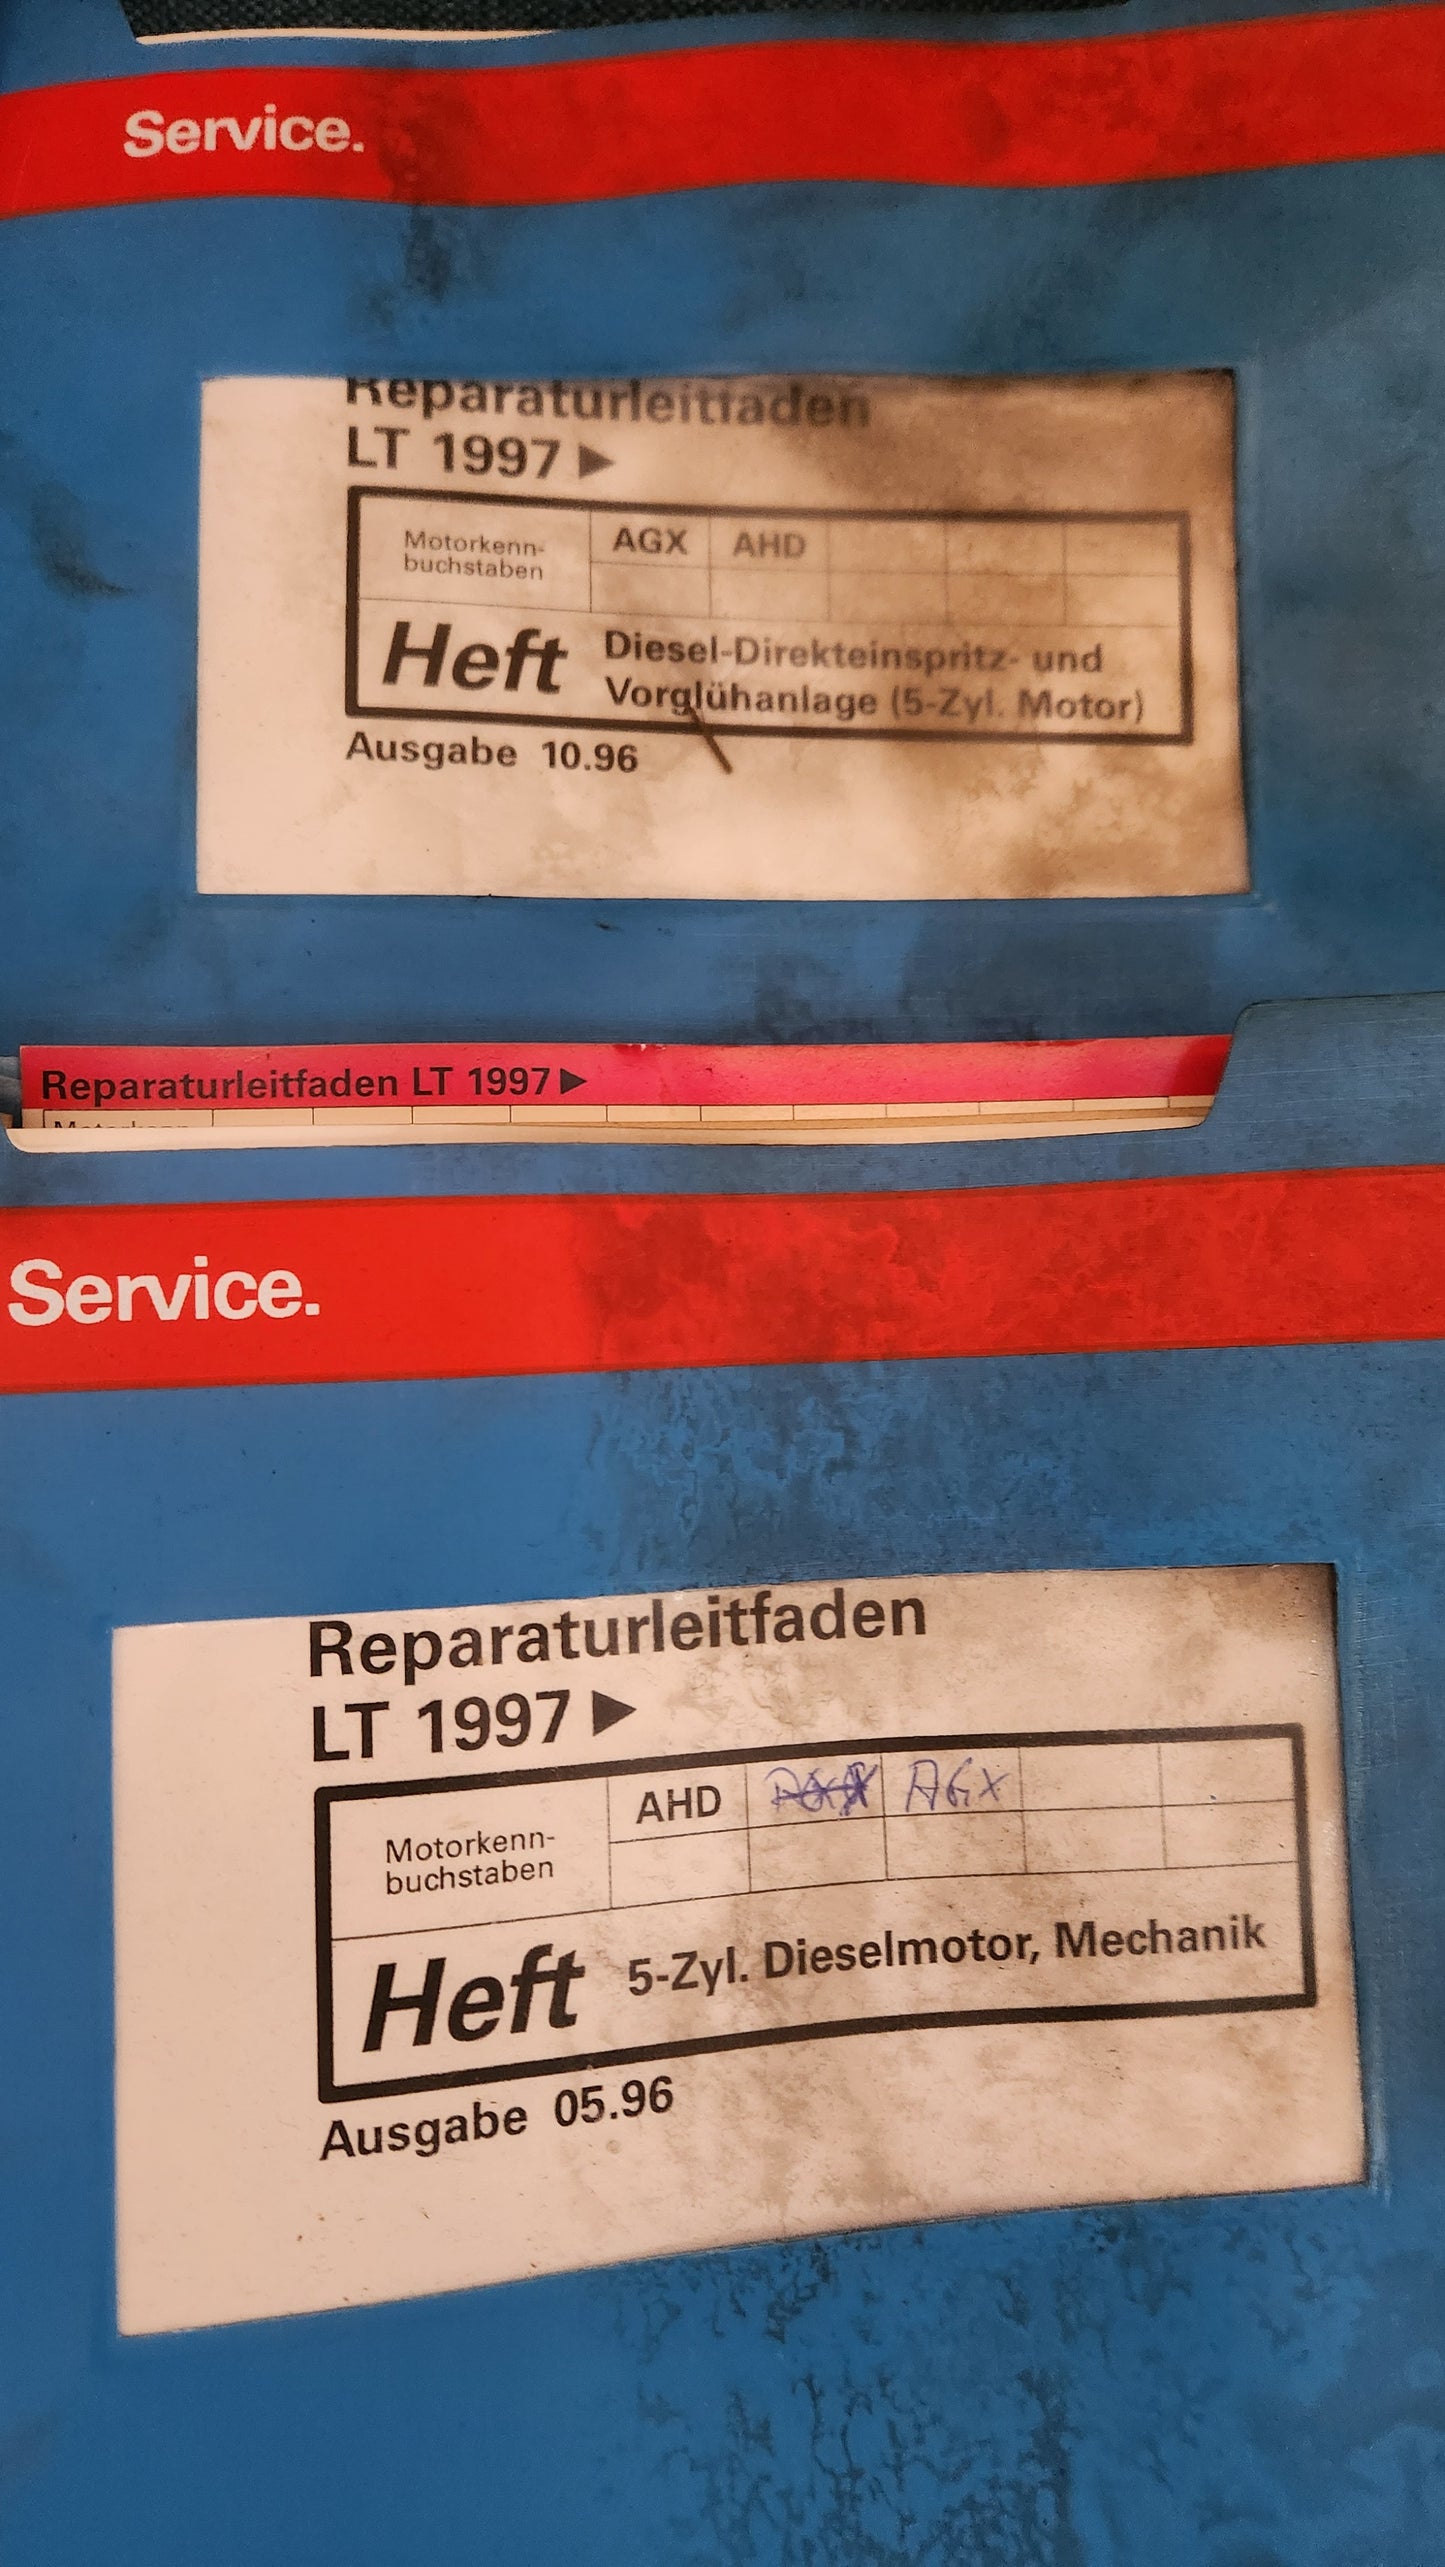 Service.
Reparaturleitfaden
LT 1997 ▶
Motorkenn-
buchstaben
AGX AHD
Heft Diesel-Direkteinspritz- und
Vorglühanlage (5-Zyl. Motor)
Ausgabe 10.96
Reparaturleitfaden LT 1997 ▶
Service.
Reparaturleitfaden
LT 1997 ▶
Motorkenn-
buchstaben
AHD AGX
Heft 5-Zyl. Dieselmotor, Mechanik
Ausgabe 05.96